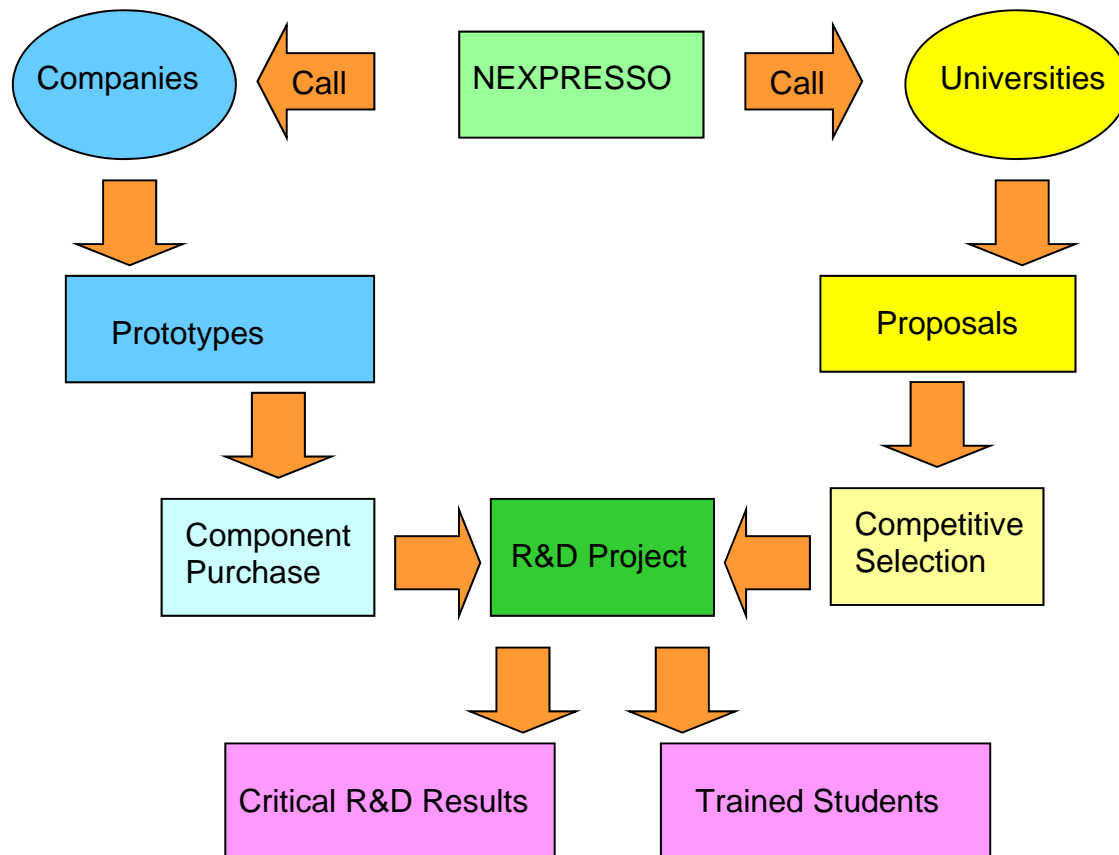 Companies
Call
NEXPRESSO
Call
Universities
Prototypes
Proposals
Component
Purchase
R&D Project
Competitive
Selection
Critical R&D Results
Trained Students